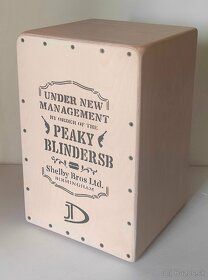 UNDER NEW
MANAGEMENT
BY ORDER OF THE
PEAKY
BLINDERSB
Shelby Bros Ltd.
BIRMINGHAM
D